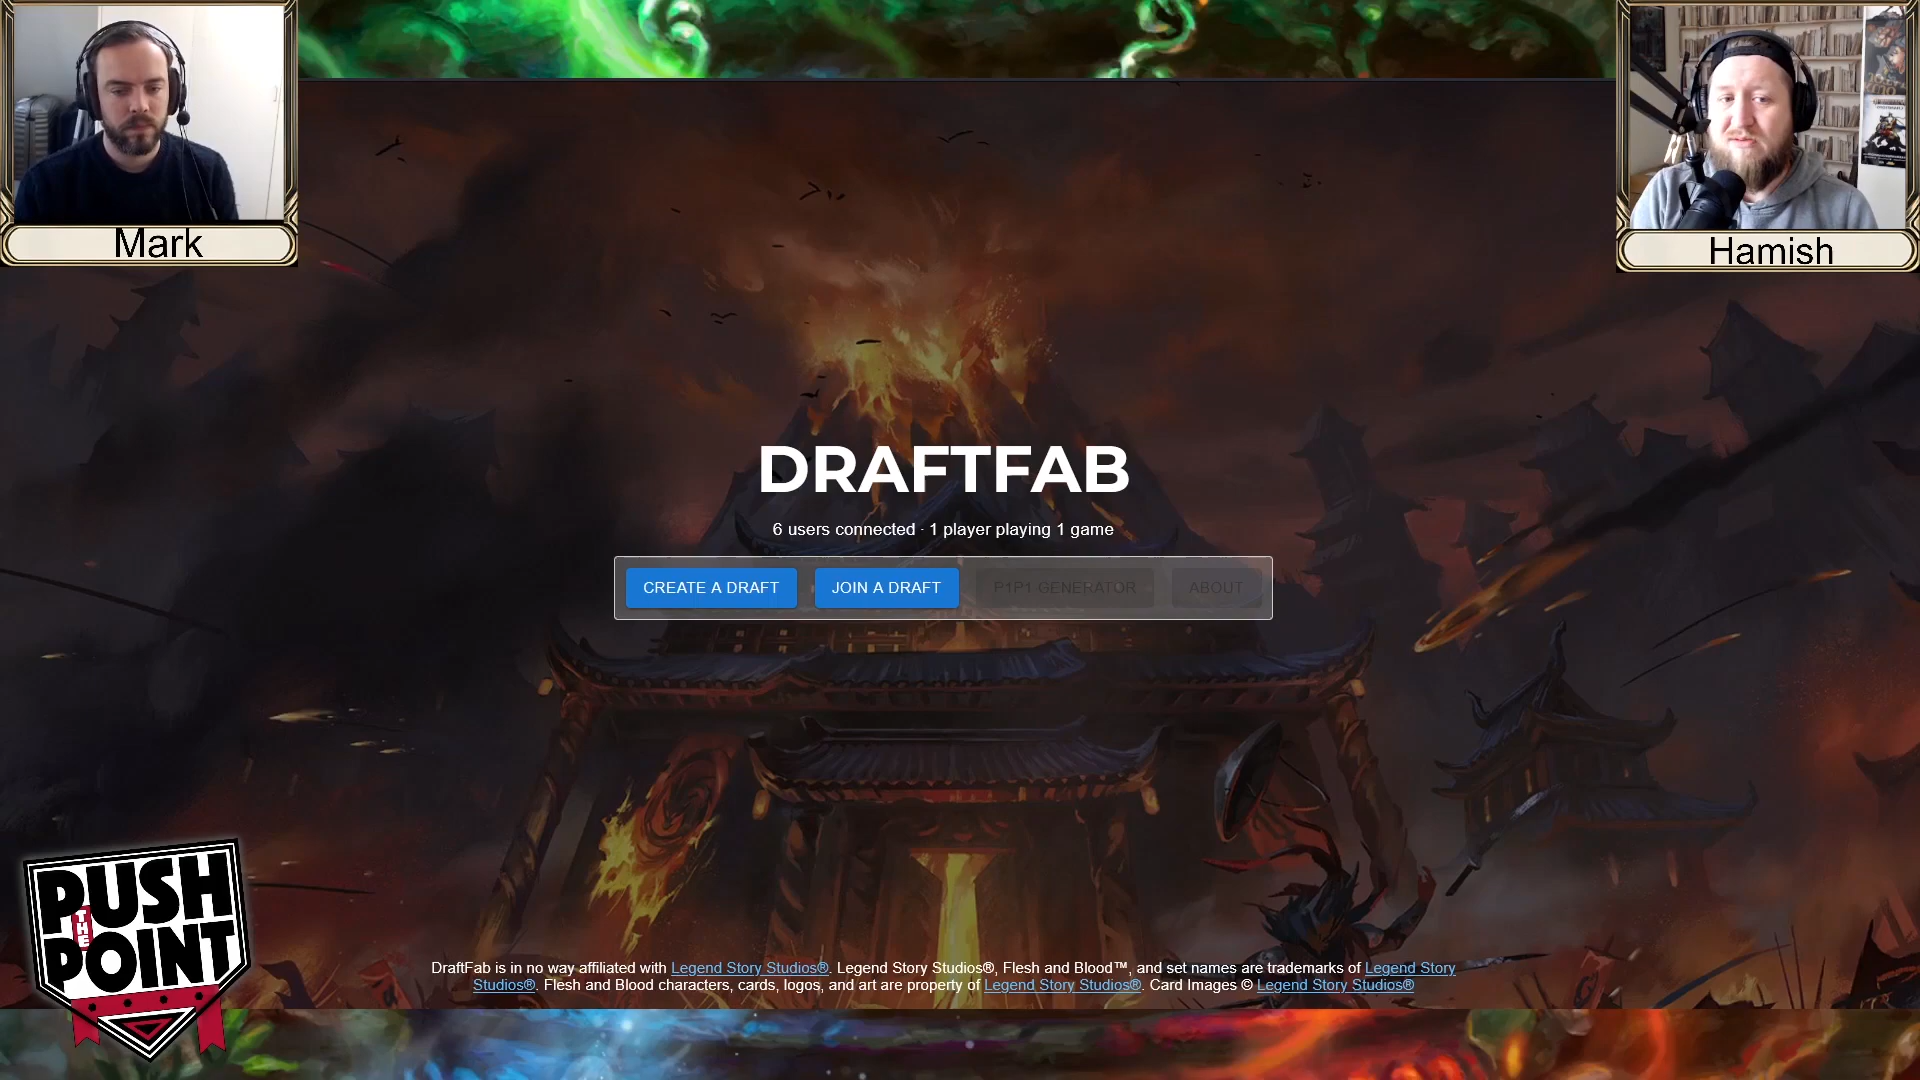 Mark
Hamish
DRAFTFAB
6 users connected · 1 player playing 1 game
CREATE A DRAFT
JOIN A DRAFT
P1P1 GENERATOR
ABOUT
PUSH
THE
POINT
DraftFab is in no way affiliated with Legend Story Studios®. Legend Story Studios®, Flesh and Blood™, and set names are trademarks of Legend Story
Studios®. Flesh and Blood characters, cards, logos, and art are property of Legend Story Studios®. Card Images © Legend Story Studios®